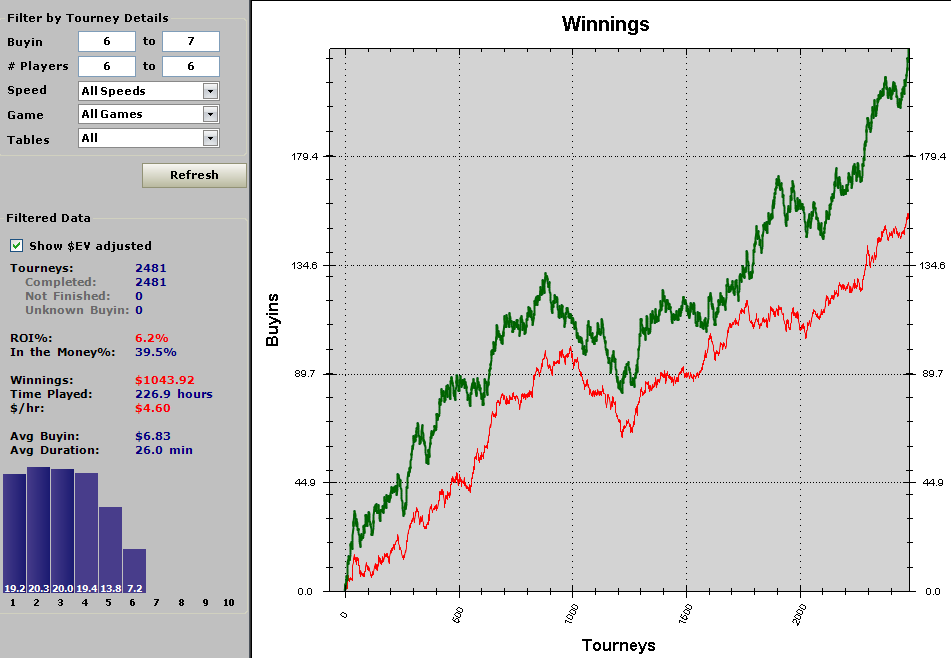 Filter by Tourney Details
Buyin 6 to 7
# Players 6 to 6
Speed All Speeds
Game All Games
Tables All
Refresh
Filtered Data
Show $EV adjusted
Tourneys: 2481
Completed: 2481
Not Finished: 0
Unknown Buyin: 0
ROI%: 6.2%
In the Money%: 39.5%
Winnings: $1043.92
Time Played: 226.9 hours
$/hr: $4.60
Avg Buyin: $6.83
Avg Duration: 26.0 min
19.2 20.3 20.0 19.4 13.8 7.2
1 2 3 4 5 6 7 8 9 10
Winnings
179.4 179.4
134.6 134.6
Buyins
89.7 89.7
44.9 44.9
0.0 0.0
0 500 1000 1500 2000
Tourneys